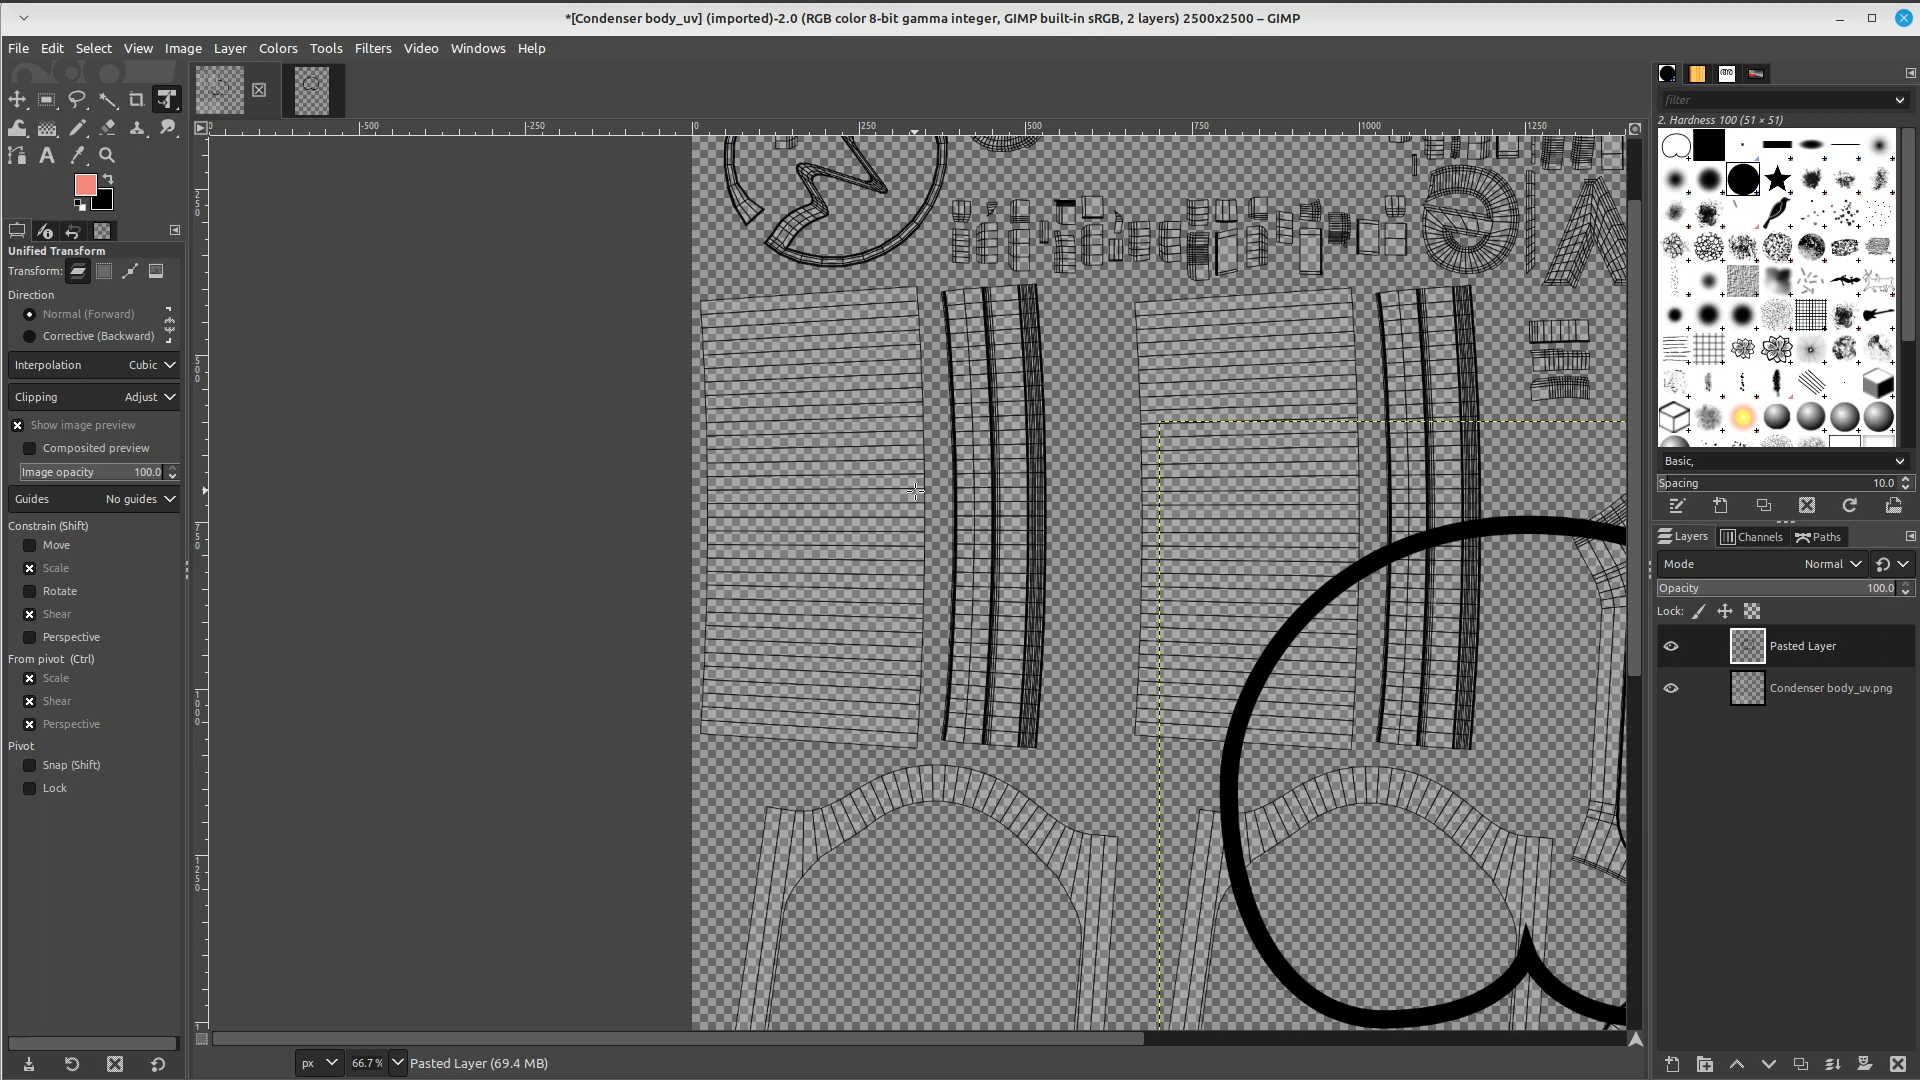 *[Condenser body_uv] (imported)-2.0 (RGB color 8-bit gamma integer, GIMP built-in sRGB, 2 layers) 2500x2500 – GIMP
File Edit Select View Image Layer Colors Tools Filters Video Windows Help
filter
2. Hardness 100 (51 × 51)
-500 -250 0 250 500 750 1000 1250
250
500
750
1000
1250
Unified Transform
Transform:
Direction
Normal (Forward)
Corrective (Backward)
Interpolation Cubic
Clipping Adjust
Show image preview
Composited preview
Image opacity 100.0
Guides No guides
Constrain (Shift)
Move
Scale
Rotate
Shear
Perspective
From pivot (Ctrl)
Scale
Shear
Perspective
Pivot
Snap (Shift)
Lock
Basic,
Spacing 10.0
Layers Channels Paths
Mode Normal
Opacity 100.0
Lock:
Pasted Layer
Condenser body_uv.png
px 66.7 % Pasted Layer (69.4 MB)